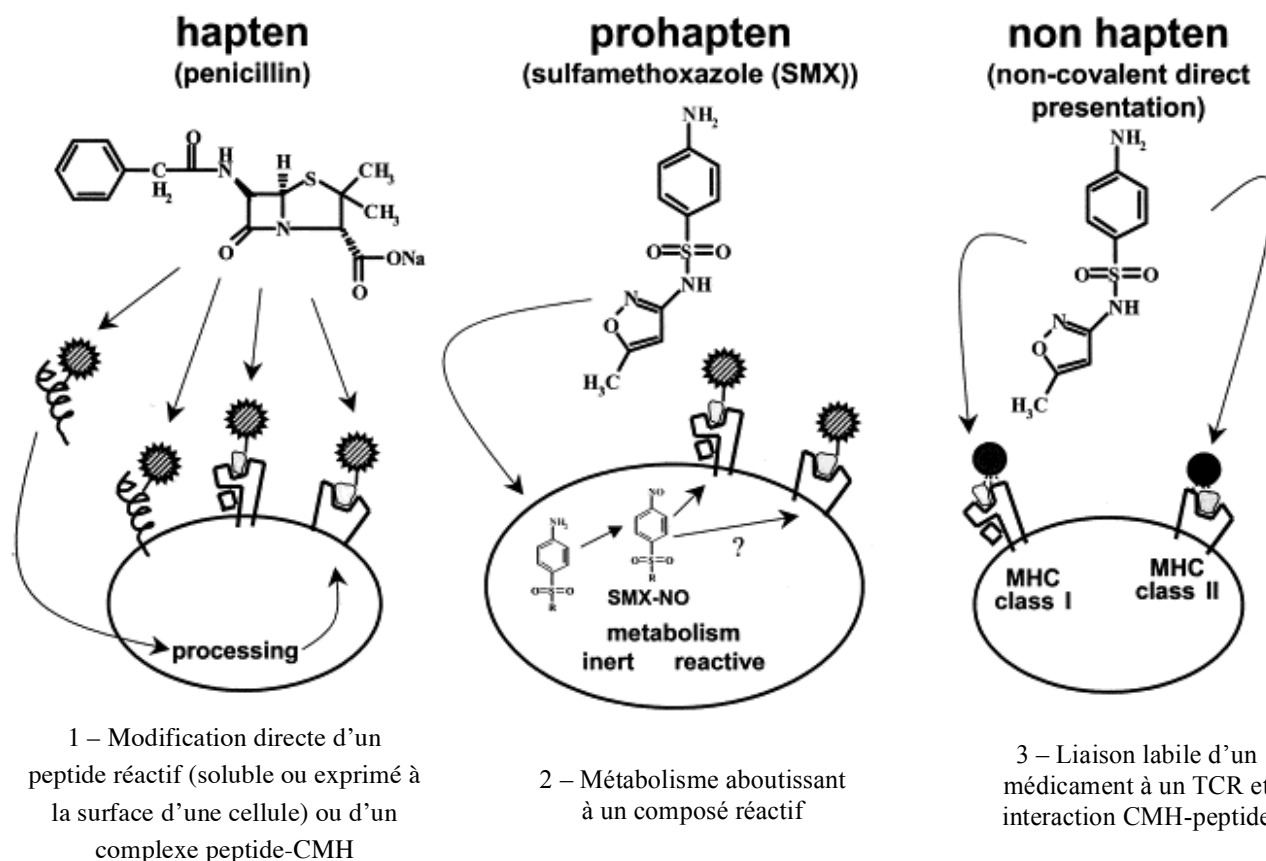 hapten
(penicillin)
O
H
N
C
H₂
H
S
CH₃
CH₃
N
O
ONa
O
processing
1 – Modification directe d’un
peptide réactif (soluble ou exprimé à
la surface d’une cellule) ou d’un
complexe peptide-CMH
prohapten
(sulfamethoxazole (SMX))
NH₂
O=S=O
NH
N
O
H₃C
NH₂
O=S=O
R
NO
O=S=O
R
?
SMX-NO
metabolism
inert reactive
2 – Métabolisme aboutissant
à un composé réactif
non hapten
(non-covalent direct
presentation)
NH₂
O=S=O
NH
N
O
H₃C
MHC
class I
MHC
class II
3 – Liaison labile d’un
médicament à un TCR et
interaction CMH-peptide